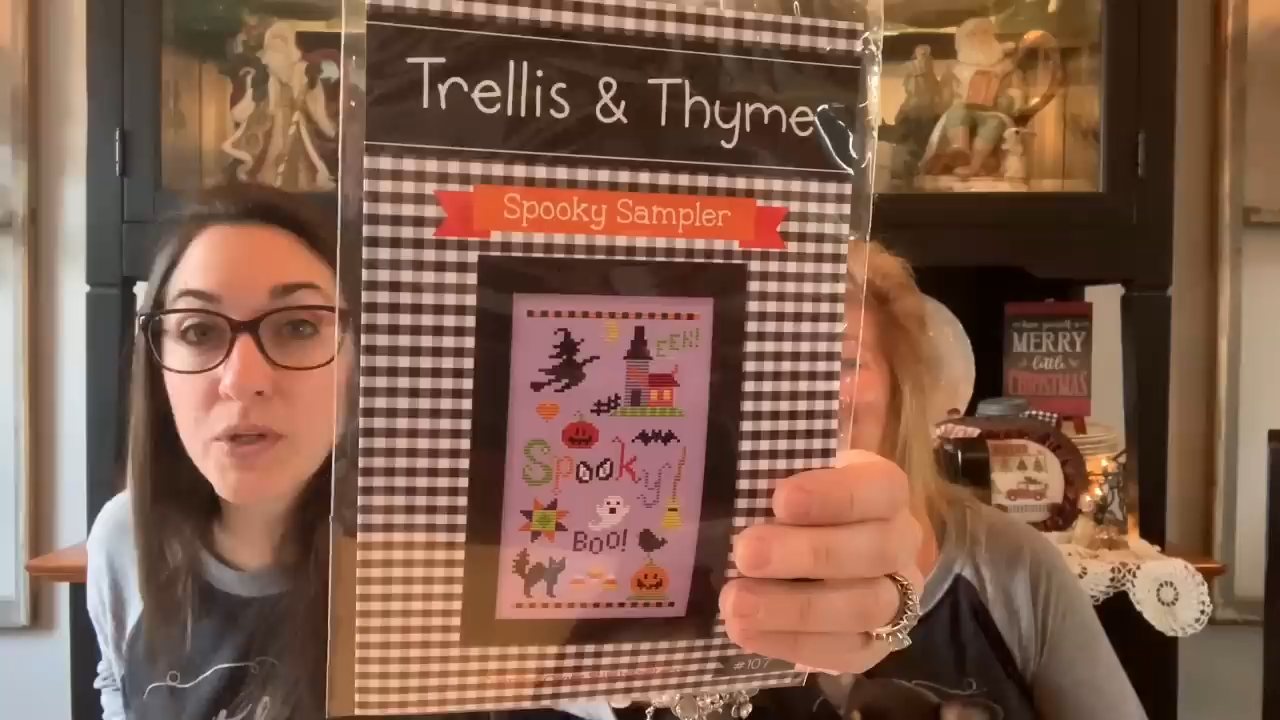 Trellis & Thyme
Spooky Sampler
EEK!
Spooky
BOO!
#107
MERRY
little
CHRISTMAS